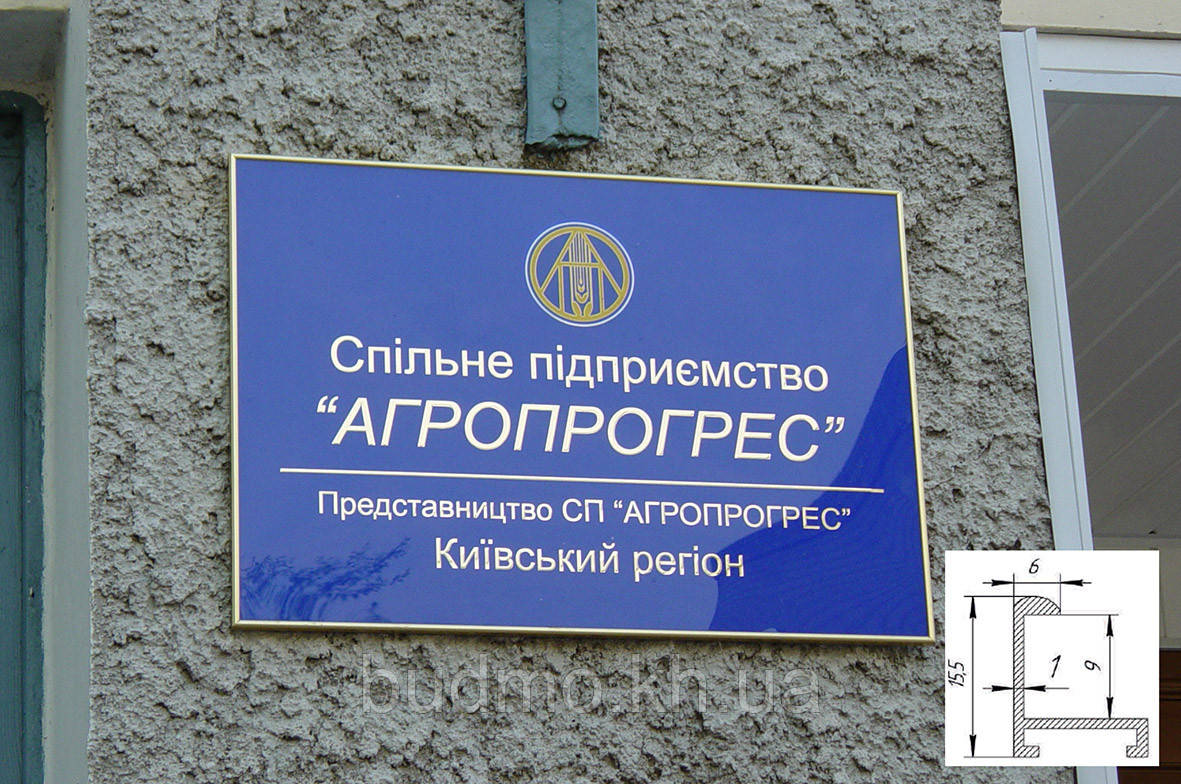 Спільне підприємство
“АГРОПРОГРЕС”
Представництво СП “АГРОПРОГРЕС”
Київський регіон
budmo.kh.ua
6
15,5
1
9